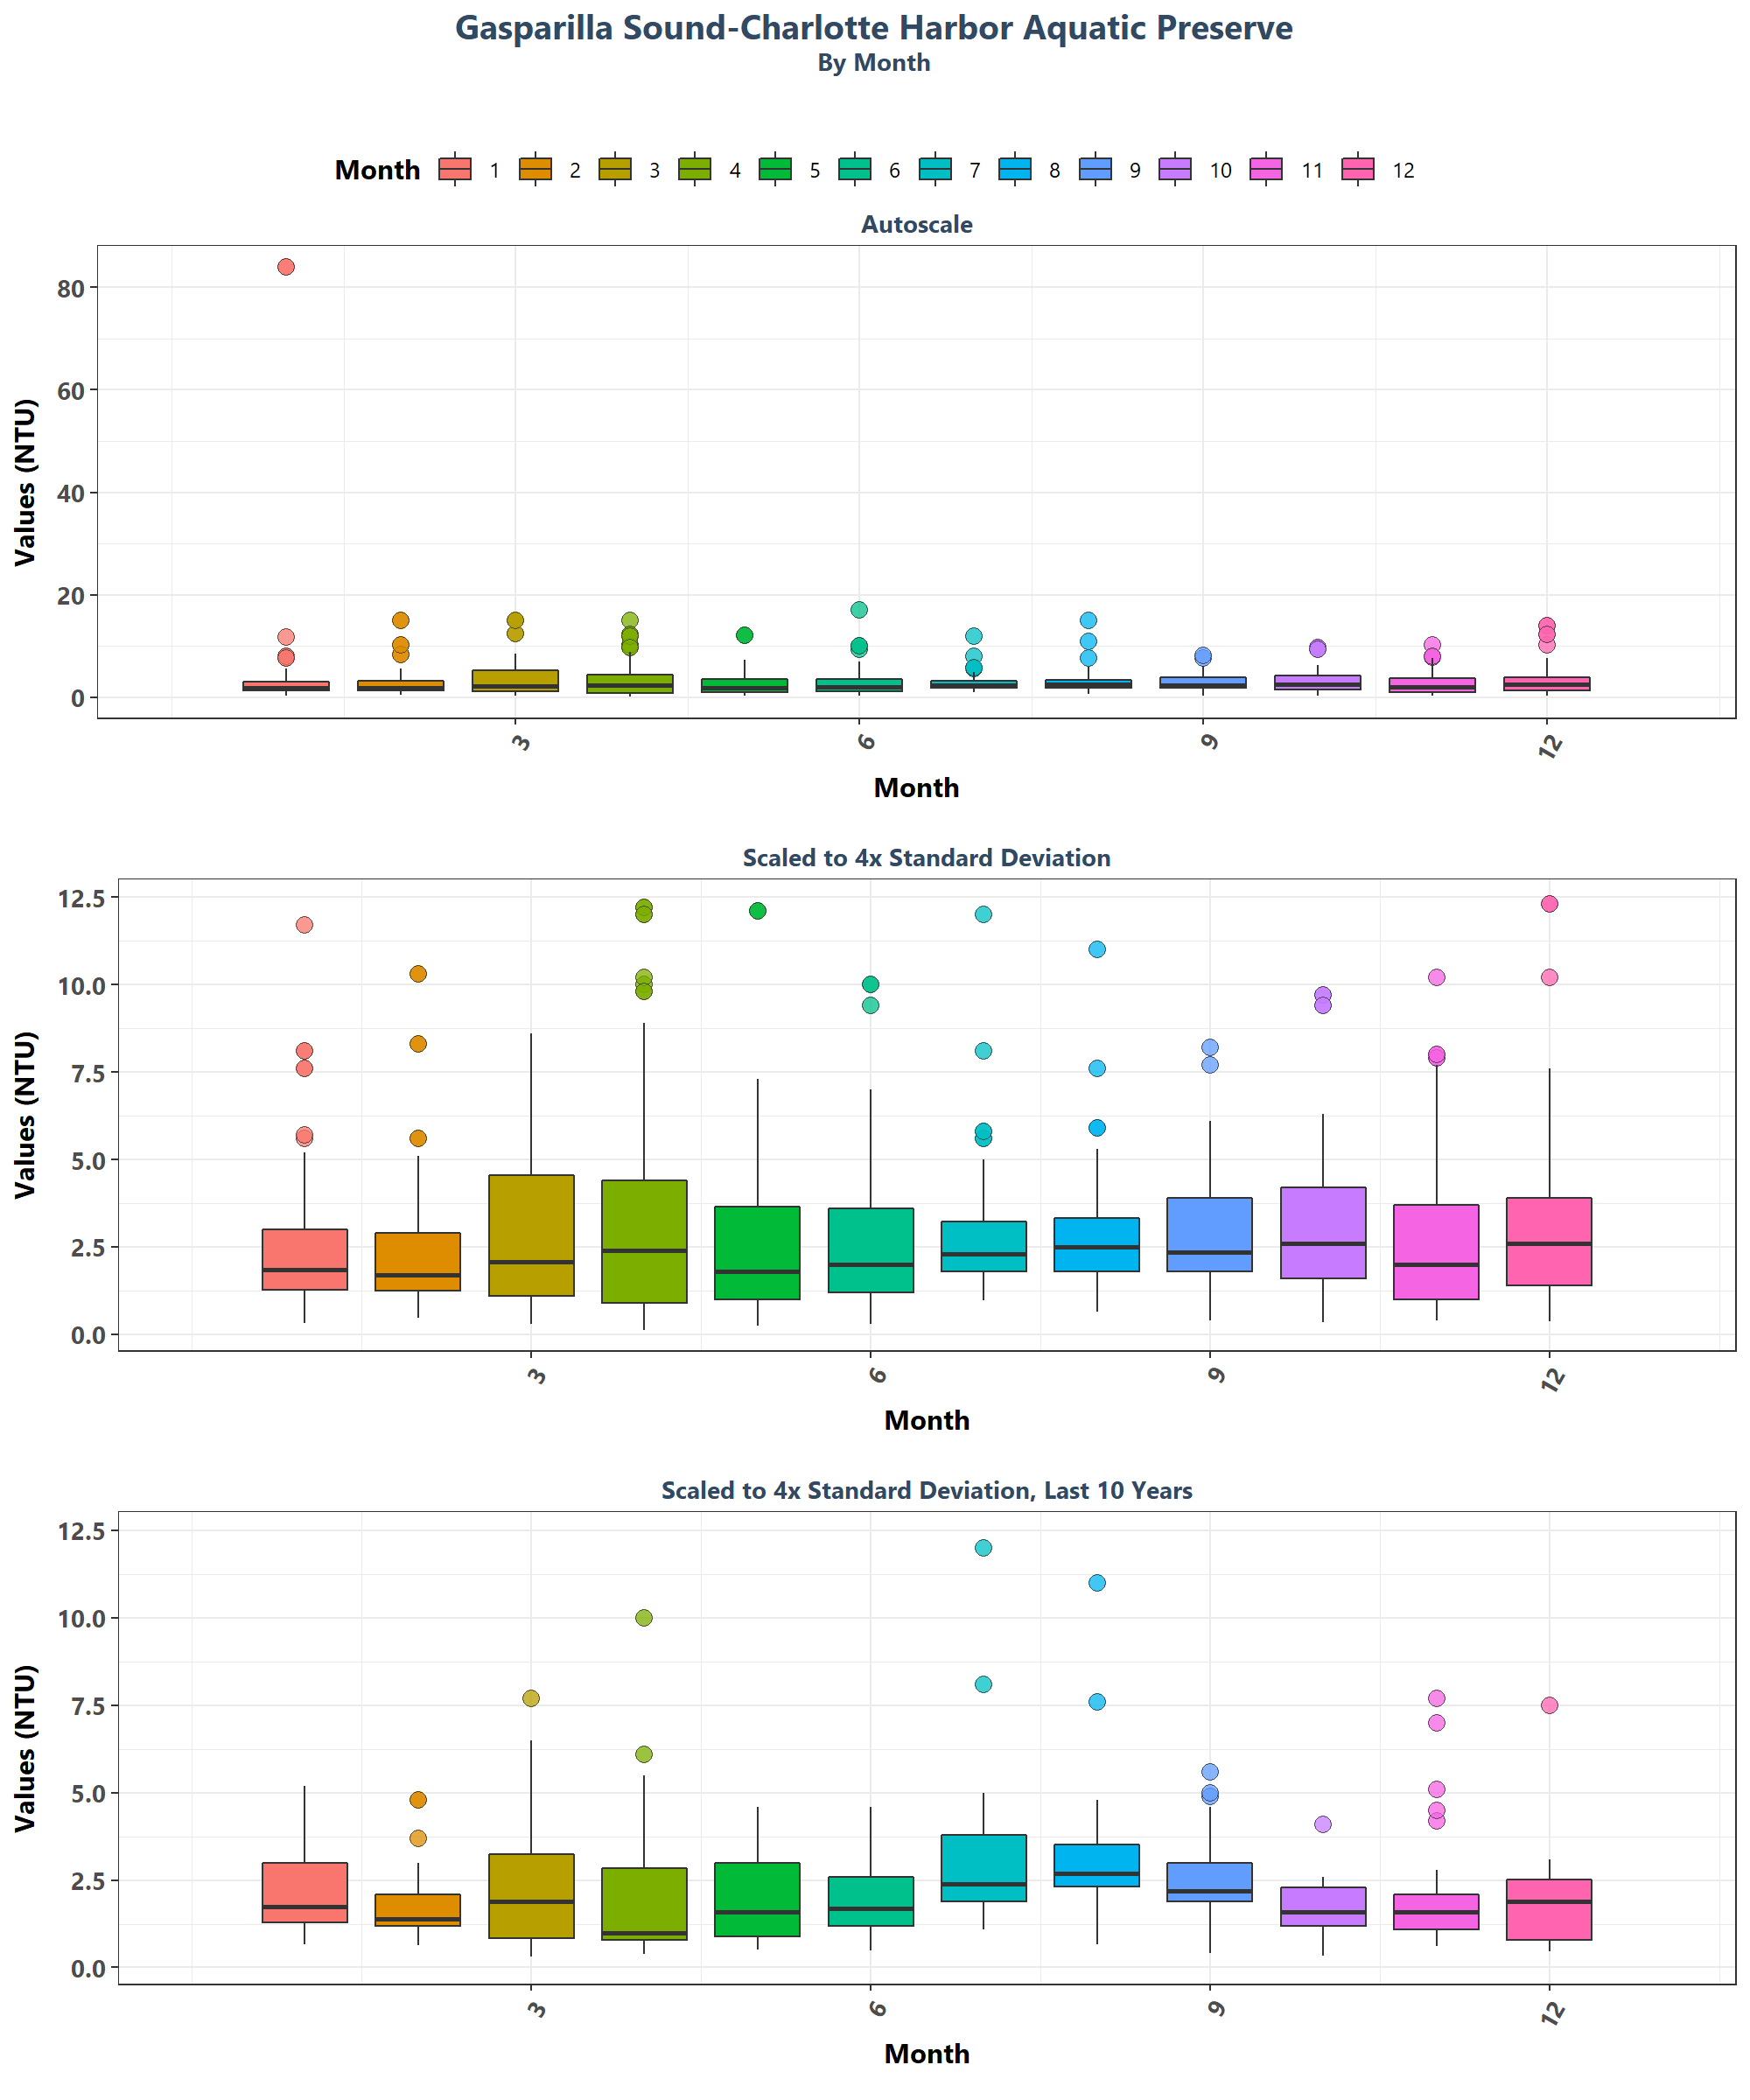 Gasparilla Sound-Charlotte Harbor Aquatic Preserve
By Month
Month 1 2 3 4 5 6 7 8 9 10 11 12
Autoscale
Values (NTU)
80
60
40
20
0
3 6 9 12
Month
Scaled to 4x Standard Deviation
Values (NTU)
12.5
10.0
7.5
5.0
2.5
0.0
3 6 9 12
Month
Scaled to 4x Standard Deviation, Last 10 Years
Values (NTU)
12.5
10.0
7.5
5.0
2.5
0.0
3 6 9 12
Month